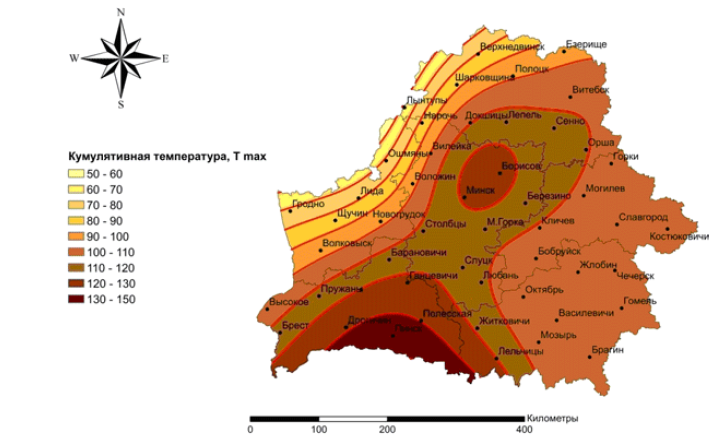 N
W E
S
Кумулятивная температура, T max
50 - 60
60 - 70
70 - 80
80 - 90
90 - 100
100 - 110
110 - 120
120 - 130
130 - 150
Верхнедвинск
Бзерище
Полоцк
Шарковщина
Витебск
Лынтупы
Нарочь
Докшицы
Лепель
Сенно
Вилейка
Ошмяны
Орша
Горки
Борисов
Воложин
Лида
Минск
Березино
Могилев
Гродно
Щучин
Новогрудок
Столбцы
М.Горка
Кличев
Славгород
Костюковичи
Волковыск
Барановичи
Слуцк
Бобруйск
Жлобин
Чечерск
Ганцевичи
Любань
Пружаны
Октябрь
Высокое
Гомель
Полесская
Василевичи
Брест
Пинск
Житковичи
Мозырь
Лельчицы
Брагин
Километры
0 100 200 400